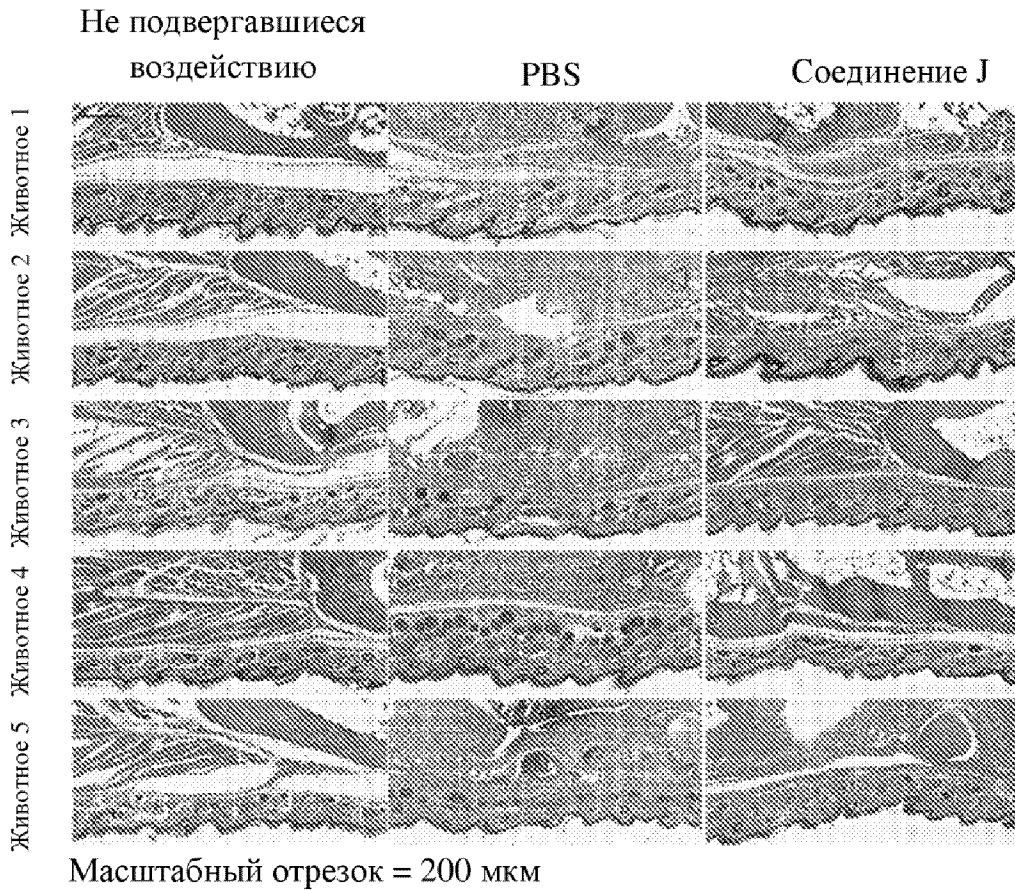 Не подвергавшиеся
воздействию
PBS
Соединение J
Животное 1
Животное 2
Животное 3
Животное 4
Животное 5
Масштабный отрезок = 200 мкм